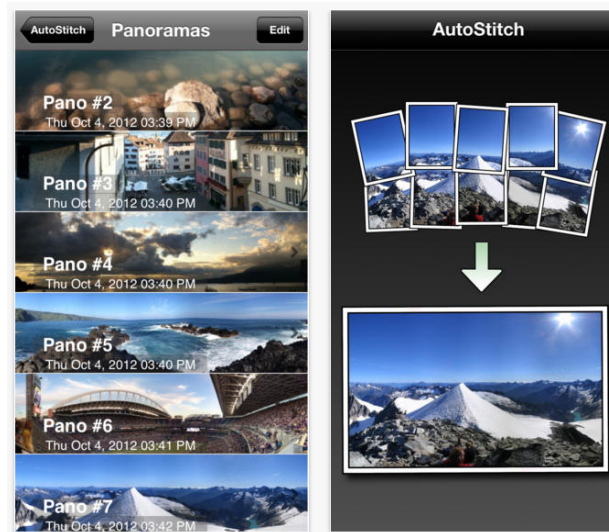 AutoStitch
Panoramas
Edit
Pano #2
Thu Oct 4, 2012 03:39 PM
Pano #3
Thu Oct 4, 2012 03:40 PM
Pano #4
Thu Oct 4, 2012 03:40 PM
Pano #5
Thu Oct 4, 2012 03:40 PM
Pano #6
Thu Oct 4, 2012 03:41 PM
Pano #7
Thu Oct 4, 2012 03:42 PM
AutoStitch